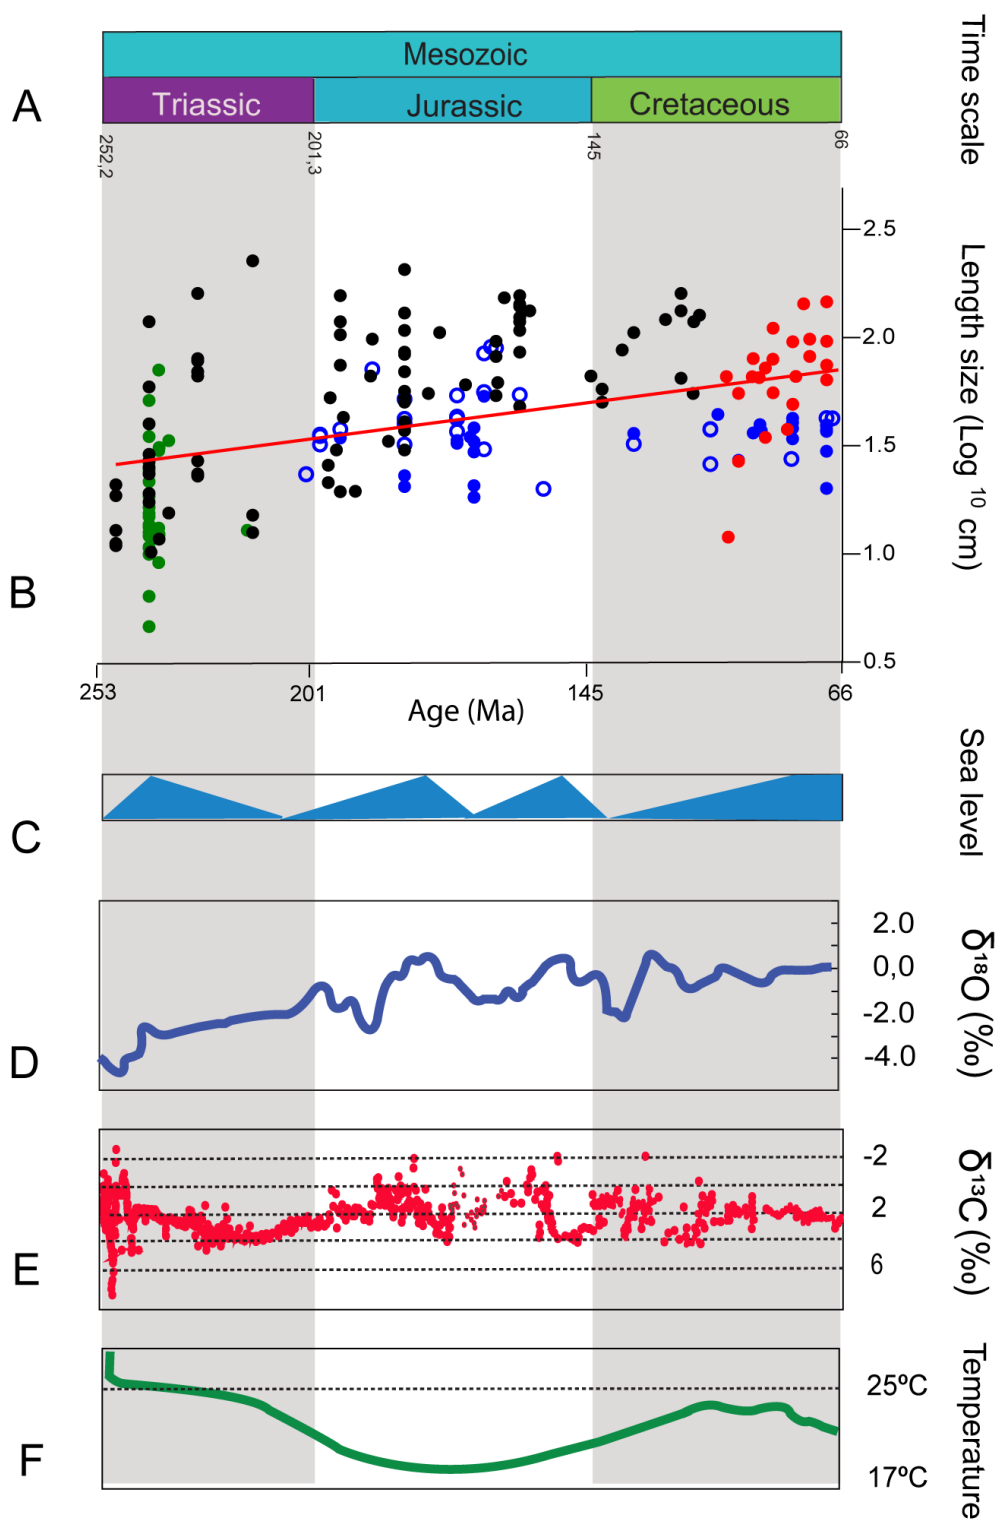 Mesozoic
Time scale
A
Triassic
Jurassic
Cretaceous
252,2
201,3
145
66
2.5
2.0
1.5
1.0
0.5
Length size (Log 10 cm)
B
253
201
145
66
Age (Ma)
Sea level
C
2.0
0,0
-2.0
-4.0
δ18O (‰)
D
-2
2
6
δ13C (‰)
E
25ºC
17ºC
Temperature
F